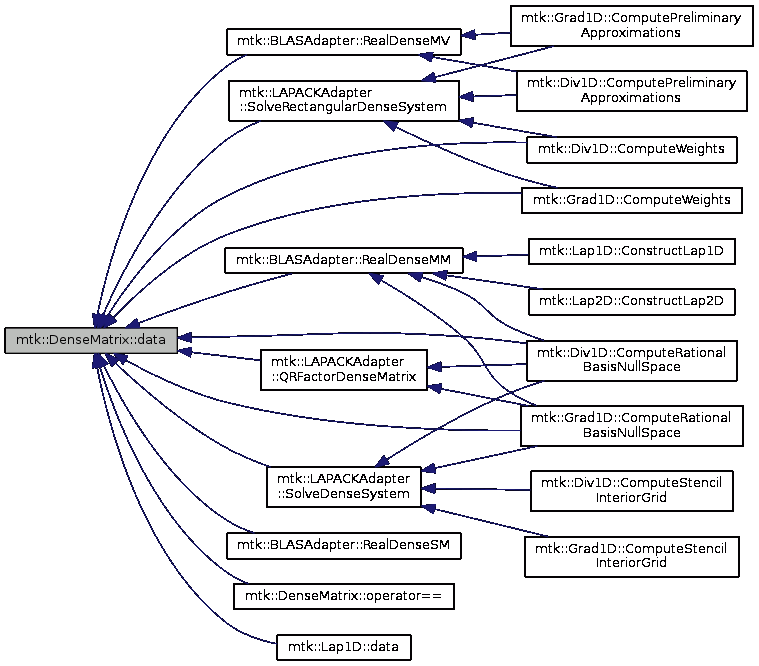 mtk::DenseMatrix::data
mtk::BLASAdapter::RealDenseMV
mtk::LAPACKAdapter
::SolveRectangularDenseSystem
mtk::BLASAdapter::RealDenseMM
mtk::LAPACKAdapter
::QRFactorDenseMatrix
mtk::LAPACKAdapter
::SolveDenseSystem
mtk::BLASAdapter::RealDenseSM
mtk::DenseMatrix::operator==
mtk::Lap1D::data
mtk::Grad1D::ComputePreliminary
Approximations
mtk::Div1D::ComputePreliminary
Approximations
mtk::Div1D::ComputeWeights
mtk::Grad1D::ComputeWeights
mtk::Lap1D::ConstructLap1D
mtk::Lap2D::ConstructLap2D
mtk::Div1D::ComputeRational
BasisNullSpace
mtk::Grad1D::ComputeRational
BasisNullSpace
mtk::Div1D::ComputeStencil
InteriorGrid
mtk::Grad1D::ComputeStencil
InteriorGrid